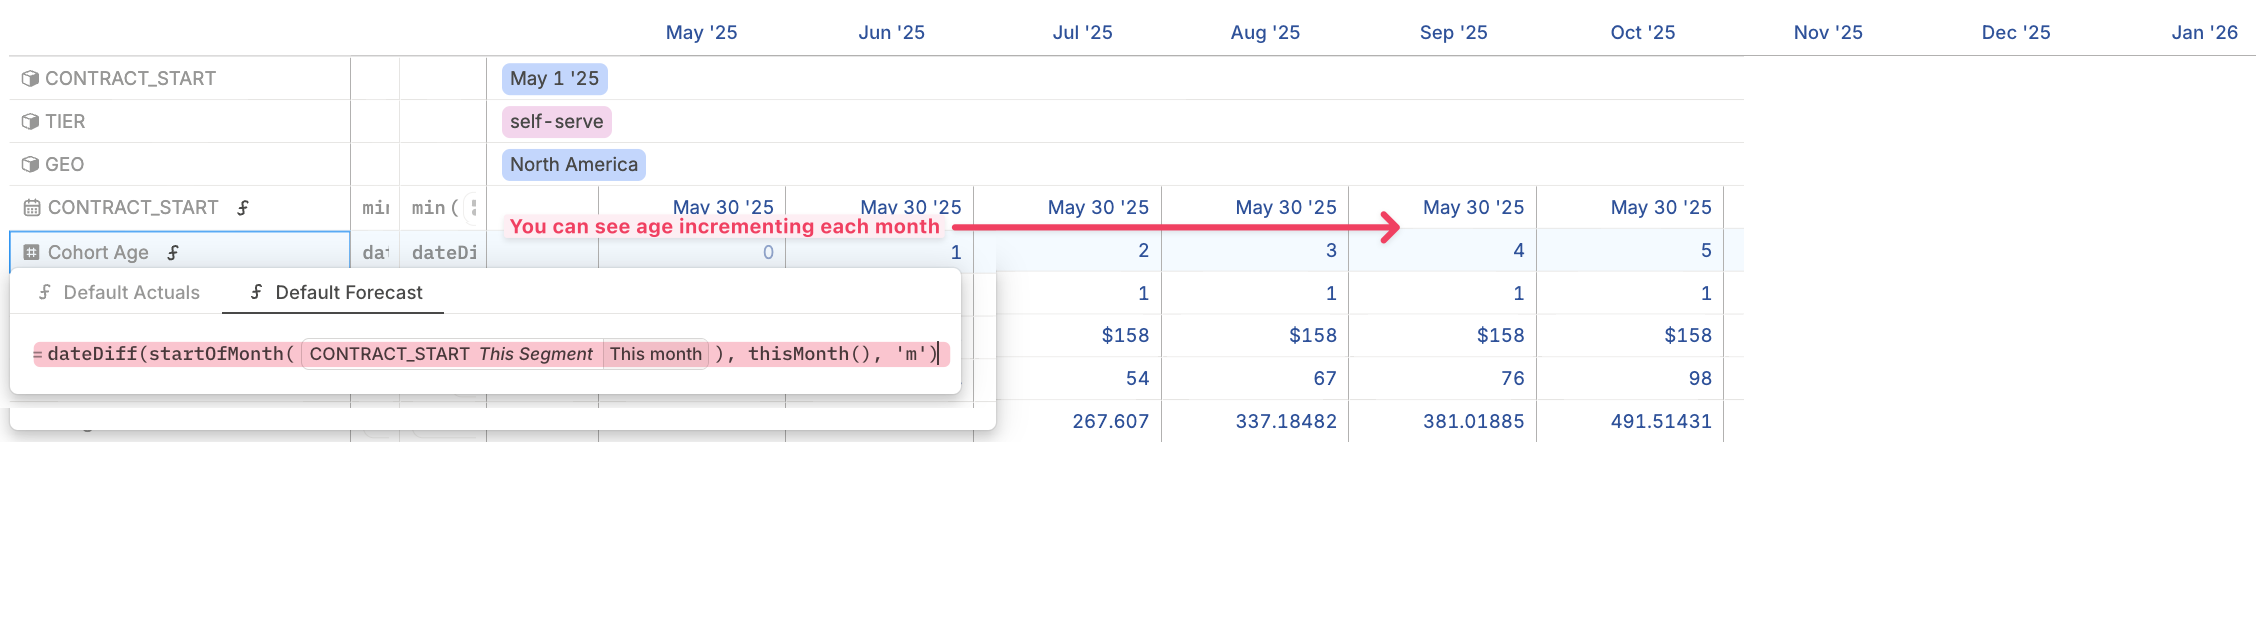 May '25 Jun '25 Jul '25 Aug '25 Sep '25 Oct '25 Nov '25 Dec '25 Jan '26
CONTRACT_START May 1 '25
TIER self-serve
GEO North America
CONTRACT_START min( May 30 '25 May 30 '25 May 30 '25 May 30 '25 May 30 '25 May 30 '25
You can see age incrementing each month
Cohort Age dat dateDi 0 1 2 3 4 5
Default Actuals Default Forecast
1 1 1 1
$158 $158 $158 $158
= dateDiff(startOfMonth( CONTRACT_START This Segment This month ), thisMonth(), 'm')
54 67 76 98
267.607 337.18482 381.01885 491.51431